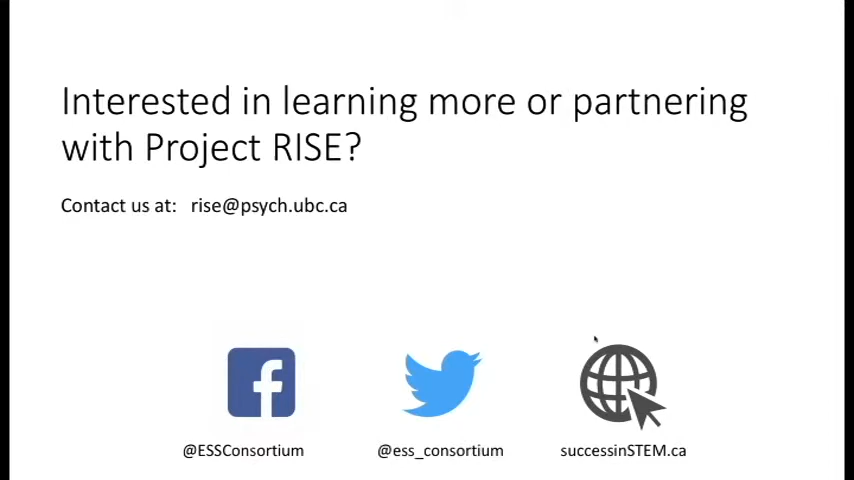 Interested in learning more or partnering
with Project RISE?
Contact us at: rise@psych.ubc.ca
@ESSConsortium
@ess_consortium
successinSTEM.ca